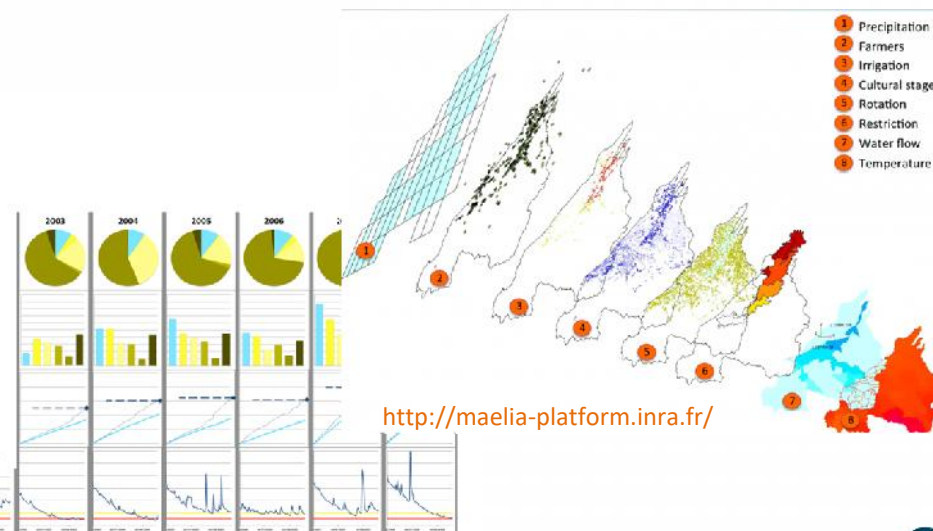 1 Precipitation
2 Farmers
3 Irrigation
4 Cultural stage
5 Rotation
6 Restriction
7 Water flow
8 Temperature
2003
2004
2005
2006
1
2
3
4
5
6
7
8
http://maelia-platform.inra.fr/